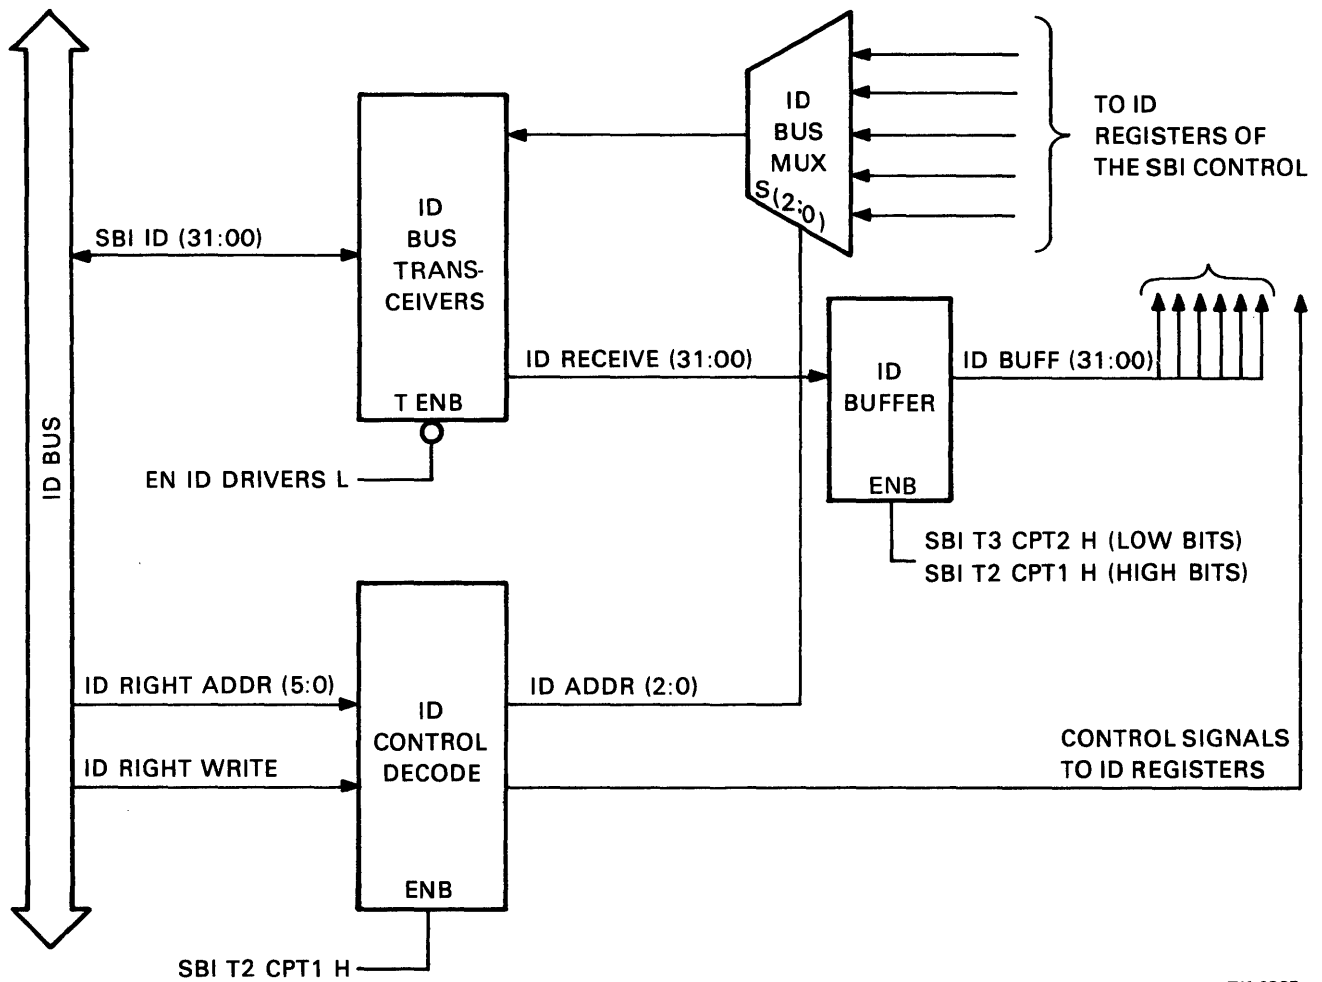 ID
BUS
MUX
S(2:0)
TO ID
REGISTERS OF
THE SBI CONTROL
SBI ID (31:00)
ID
BUS
TRANS-
CEIVERS
T ENB
EN ID DRIVERS L
ID RECEIVE (31:00)
ID
BUFFER
ENB
ID BUFF (31:00)
SBI T3 CPT2 H (LOW BITS)
SBI T2 CPT1 H (HIGH BITS)
ID BUS
ID RIGHT ADDR (5:0)
ID RIGHT WRITE
ID
CONTROL
DECODE
ENB
ID ADDR (2:0)
CONTROL SIGNALS
TO ID REGISTERS
SBI T2 CPT1 H